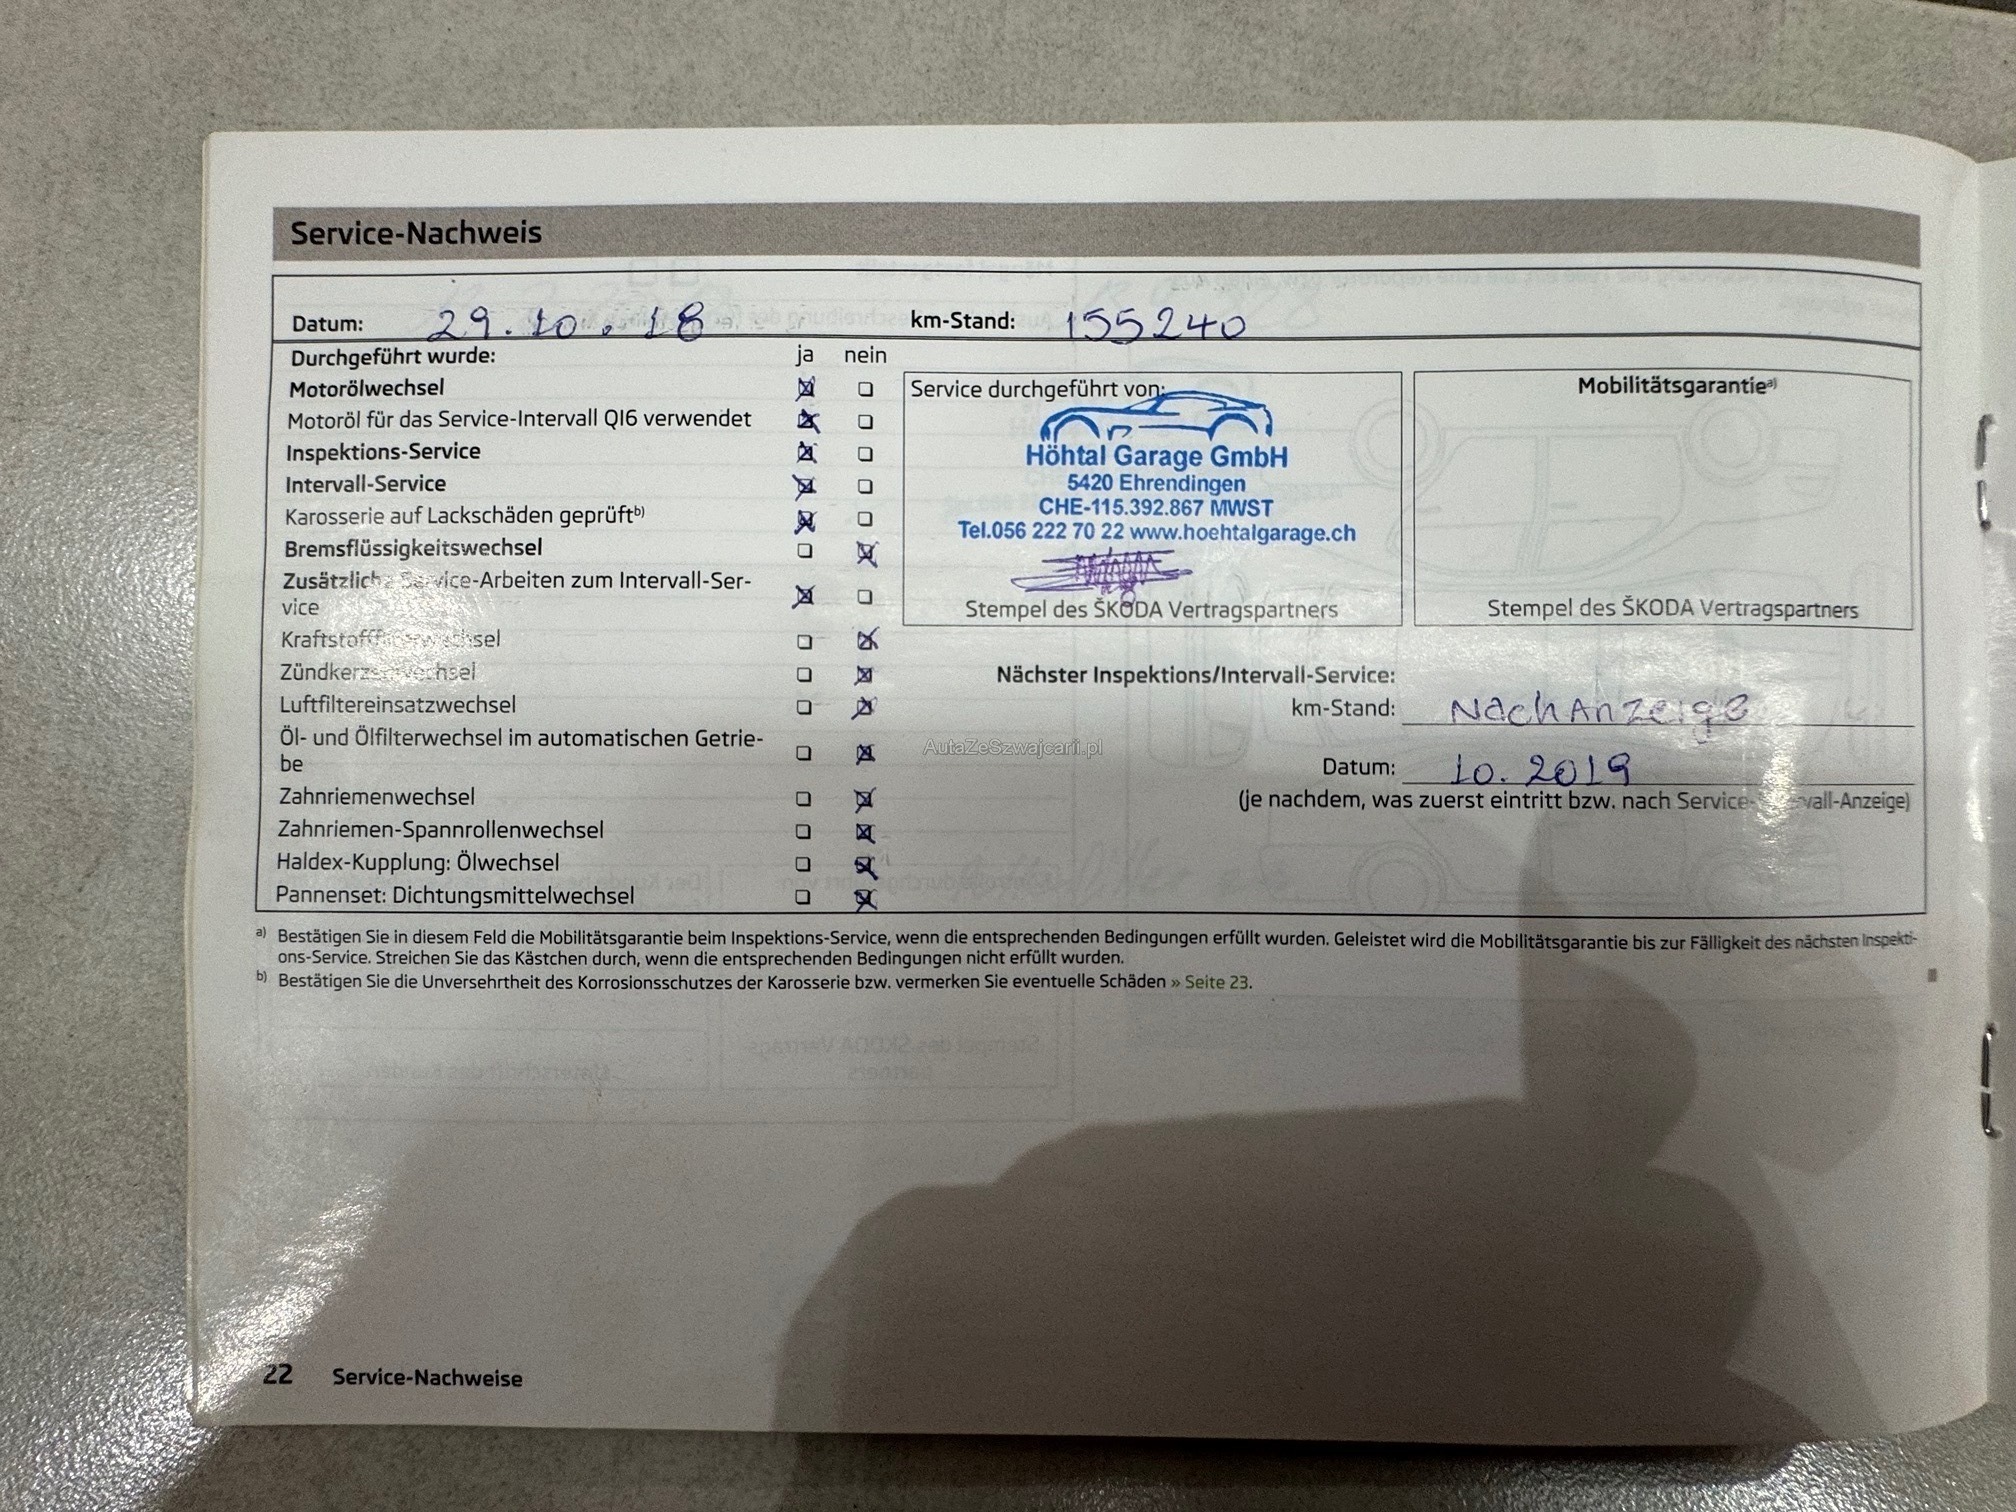 Service-Nachweis
Datum: 29.10.18 km-Stand: 155240
Durchgeführt wurde: ja nein
Motorölwechsel
Motoröl für das Service-Intervall QI6 verwendet
Inspektions-Service
Intervall-Service
Karosserie auf Lackschäden geprüft b)
Bremsflüssigkeitswechsel
Zusätzliche Service-Arbeiten zum Intervall-Ser-
vice
Kraftstofffilterwechsel
Zündkerzenwechsel
Luftfiltereinsatzwechsel
Öl- und Ölfilterwechsel im automatischen Getrie-
be
Zahnriemenwechsel
Zahnriemen-Spannrollenwechsel
Haldex-Kupplung: Ölwechsel
Pannenset: Dichtungsmittelwechsel
Service durchgeführt von:
Höhtal Garage GmbH
5420 Ehrendingen
CHE-115.392.867 MWST
Tel.056 222 70 22 www.hoehtalgarage.ch
Stempel des ŠKODA Vertragspartners
Mobilitätsgarantie a)
Stempel des ŠKODA Vertragspartners
Nächster Inspektions/Intervall-Service:
km-Stand: Nach Anzeige
Datum: 10.2019
(je nachdem, was zuerst eintritt bzw. nach Service-Intervall-Anzeige)
AutaZeSzwajcarii.pl
a) Bestätigen Sie in diesem Feld die Mobilitätsgarantie beim Inspektions-Service, wenn die entsprechenden Bedingungen erfüllt wurden. Geleistet wird die Mobilitätsgarantie bis zur Fälligkeit des nächsten Inspekti-
ons-Service. Streichen Sie das Kästchen durch, wenn die entsprechenden Bedingungen nicht erfüllt wurden.
b) Bestätigen Sie die Unversehrtheit des Korrosionsschutzes der Karosserie bzw. vermerken Sie eventuelle Schäden » Seite 23.
22 Service-Nachweise